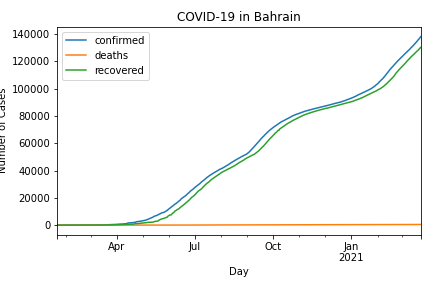 COVID-19 in Bahrain
confirmed
deaths
recovered
140000
120000
100000
80000
60000
40000
20000
0
Number of Cases
Apr
Jul
Oct
Jan
2021
Day